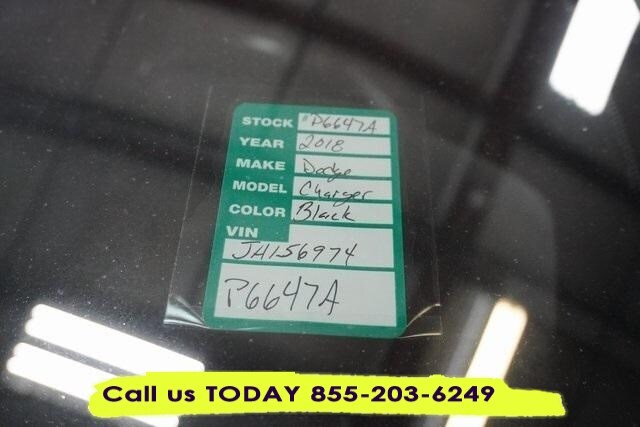 STOCK #P6647A
YEAR 2018
MAKE Dodge
MODEL Charger
COLOR Black
VIN
JH156974
P6647A
Call us TODAY 855-203-6249